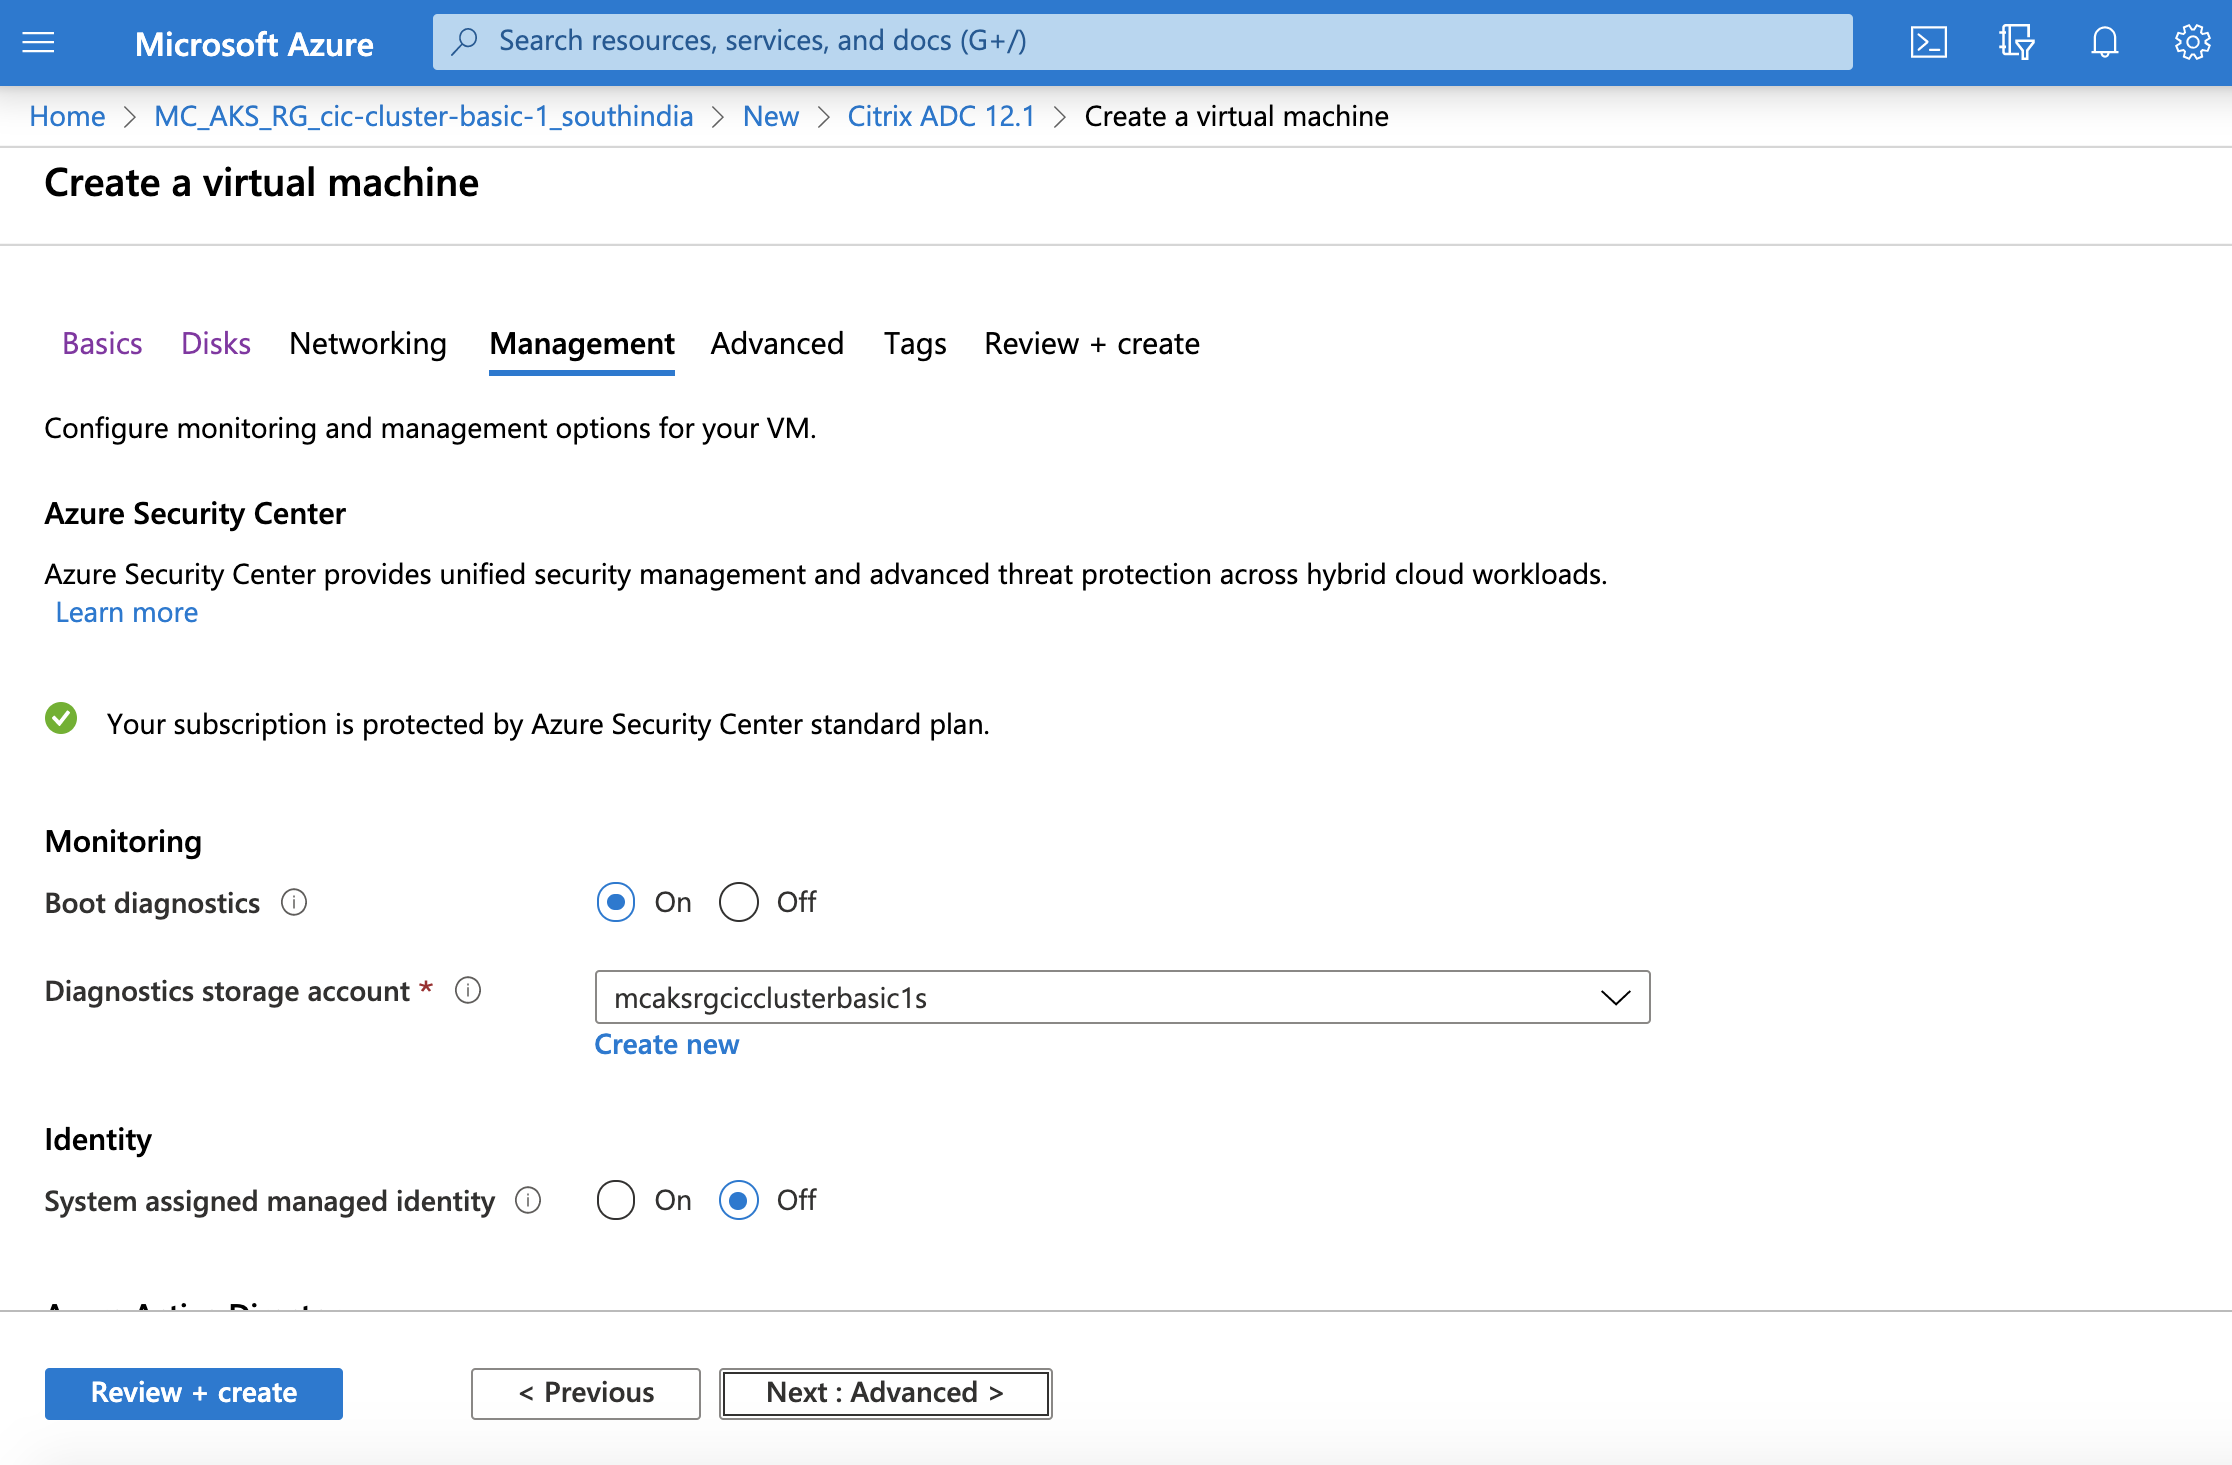 Microsoft Azure
Search resources, services, and docs (G+/)
Home > MC_AKS_RG_cic-cluster-basic-1_southindia > New > Citrix ADC 12.1 > Create a virtual machine
Create a virtual machine
Basics Disks Networking Management Advanced Tags Review + create
Configure monitoring and management options for your VM.
Azure Security Center
Azure Security Center provides unified security management and advanced threat protection across hybrid cloud workloads.
Learn more
Your subscription is protected by Azure Security Center standard plan.
Monitoring
Boot diagnostics On Off
Diagnostics storage account * mcaksrgcicclusterbasic1s
Create new
Identity
System assigned managed identity On Off
Review + create < Previous Next : Advanced >